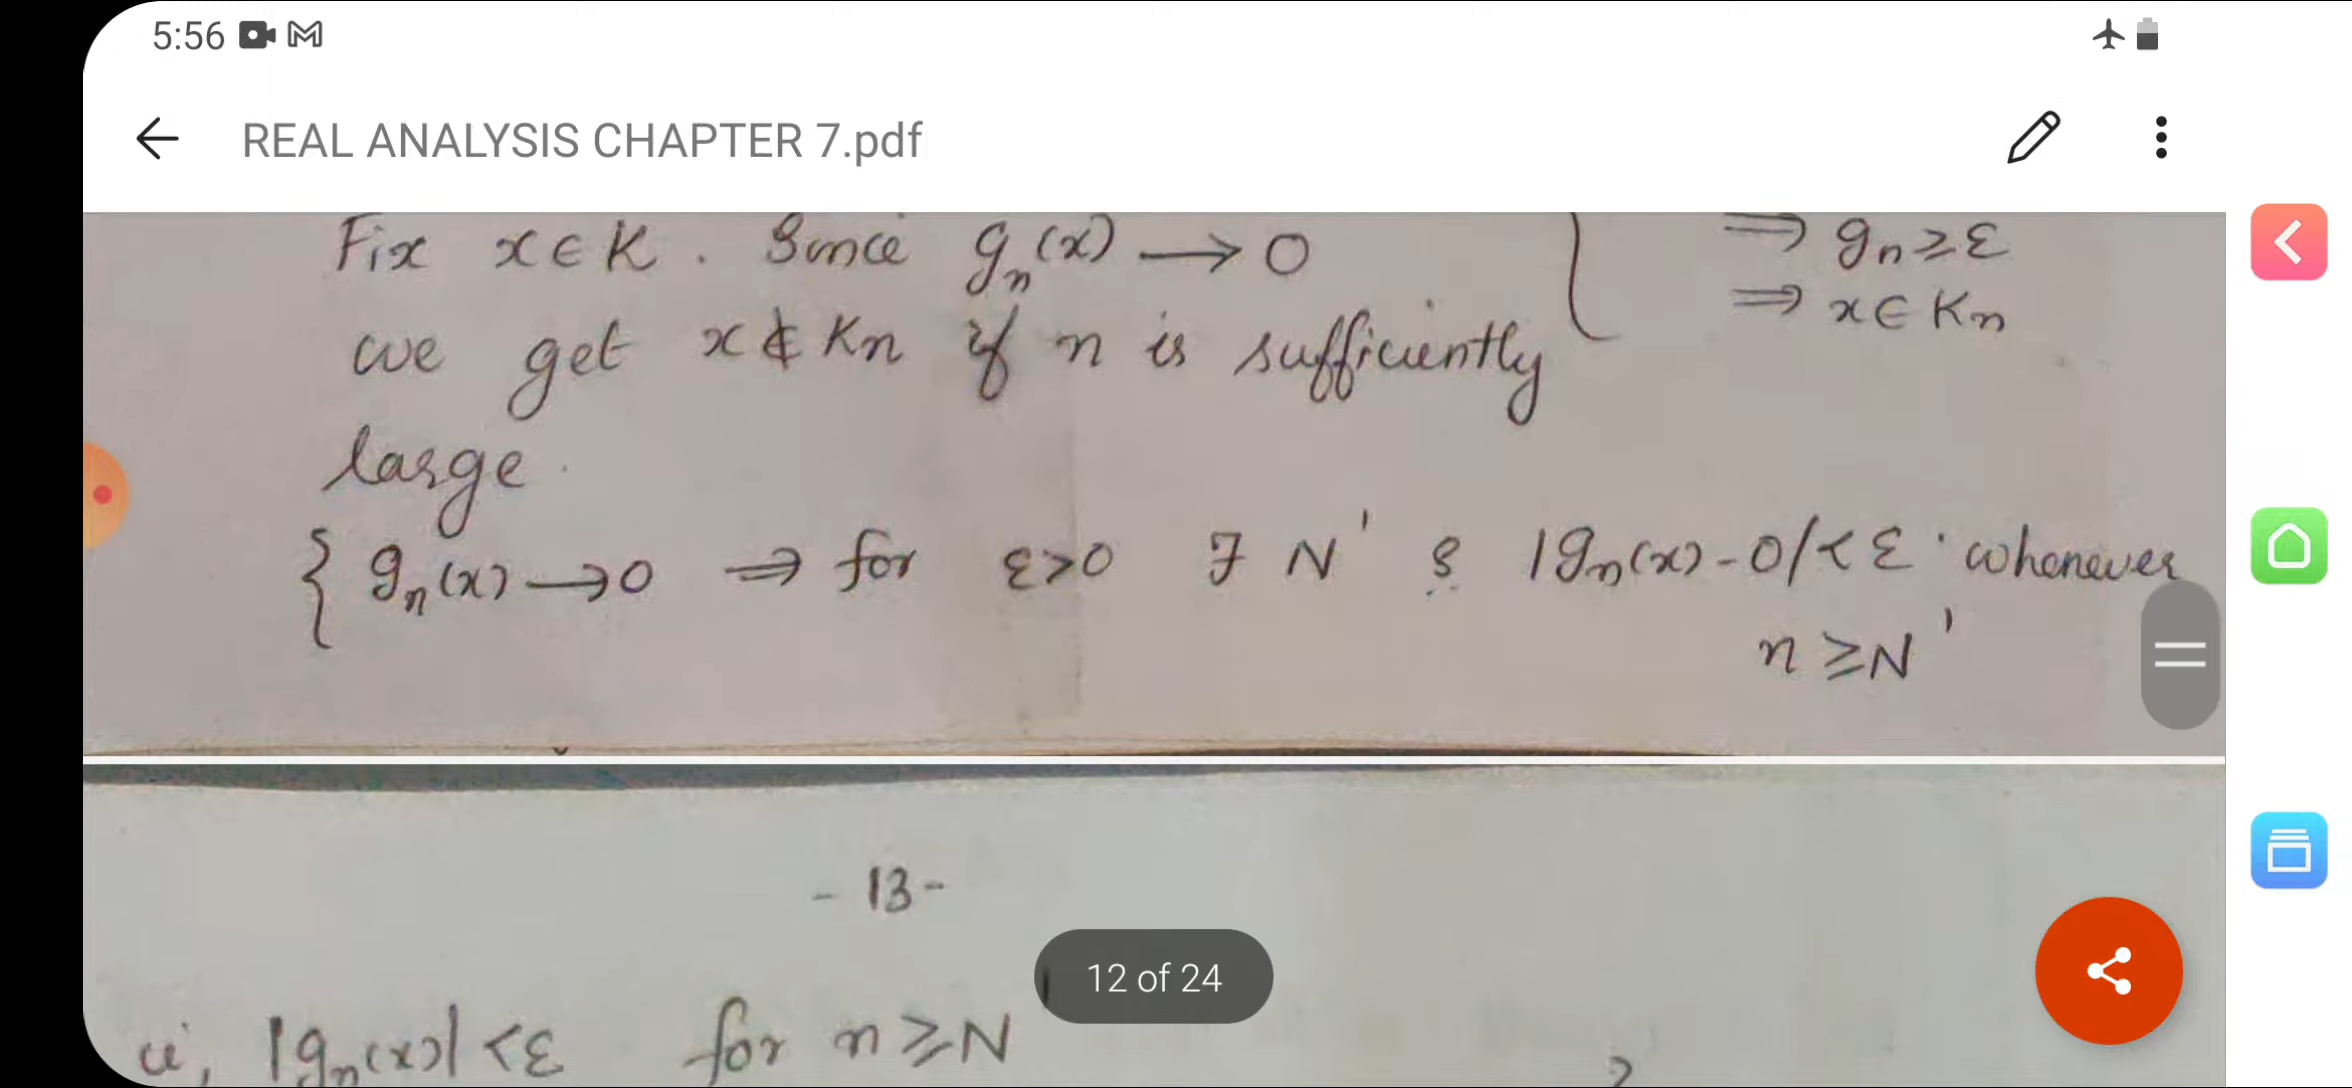 5:56
REAL ANALYSIS CHAPTER 7.pdf
Fix x ∈ K . Since gₙ(x) → 0
⇒ gₙ ≥ ε
⇒ x ∈ Kₙ
we get x ∉ Kₙ if n is sufficiently
large.
{ gₙ(x) → 0 ⇒ for ε > 0 ∃ N' ∋ |gₙ(x) - 0| < ε whenever
n ≥ N'
- 13 -
12 of 24
ie, |gₙ(x)| < ε for n ≥ N